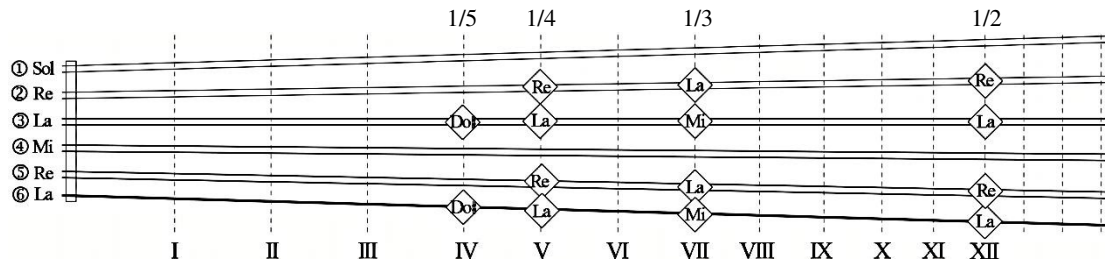 1/5 1/4 1/3 1/2
① Sol
② Re Re La Re
③ La Do♯ La Mi La
④ Mi
⑤ Re Re La Re
⑥ La Do♯ La Mi La
I II III IV V VI VII VIII IX X XI XII